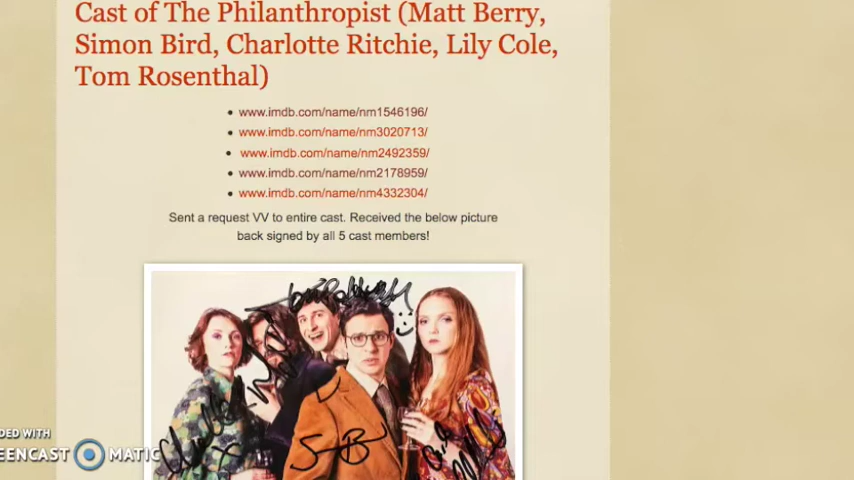 Cast of The Philanthropist (Matt Berry,
Simon Bird, Charlotte Ritchie, Lily Cole,
Tom Rosenthal)
www.imdb.com/name/nm1546196/
www.imdb.com/name/nm3020713/
www.imdb.com/name/nm2492359/
www.imdb.com/name/nm2178959/
www.imdb.com/name/nm4332304/
Sent a request VV to entire cast. Received the below picture
back signed by all 5 cast members!
DED WITH
EENCAST MATIC